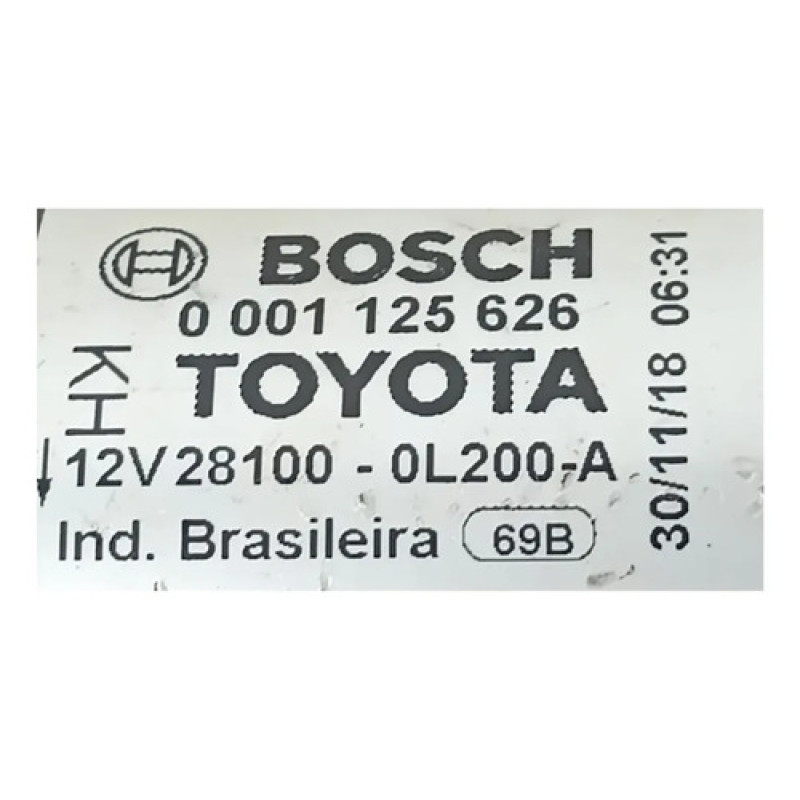 BOSCH
0 001 125 626
TOYOTA
KH
12V 28100 - 0L200-A
Ind. Brasileira 69B
30/11/18 06:31